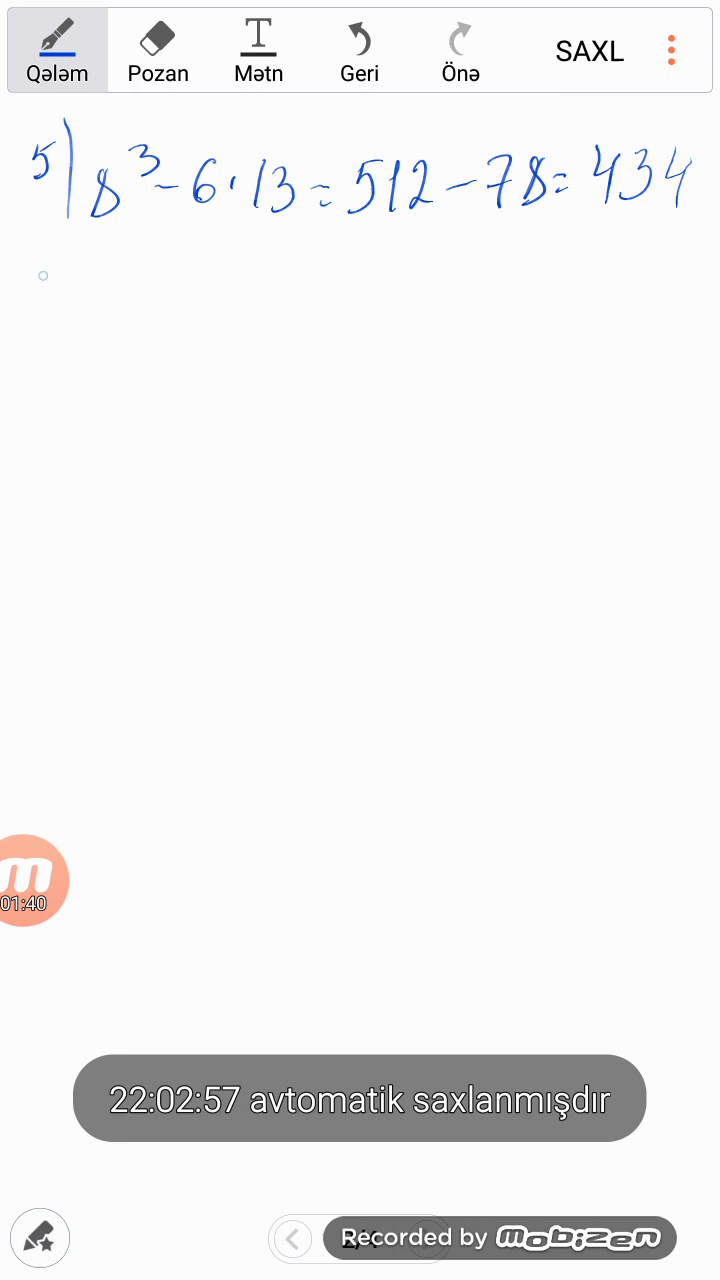 Qələm Pozan Mətn Geri Önə SAXL
5) 8³ - 6 · 13 = 512 - 78 = 434
m
01:40
22:02:57 avtomatik saxlanmışdır
Recorded by mobizen